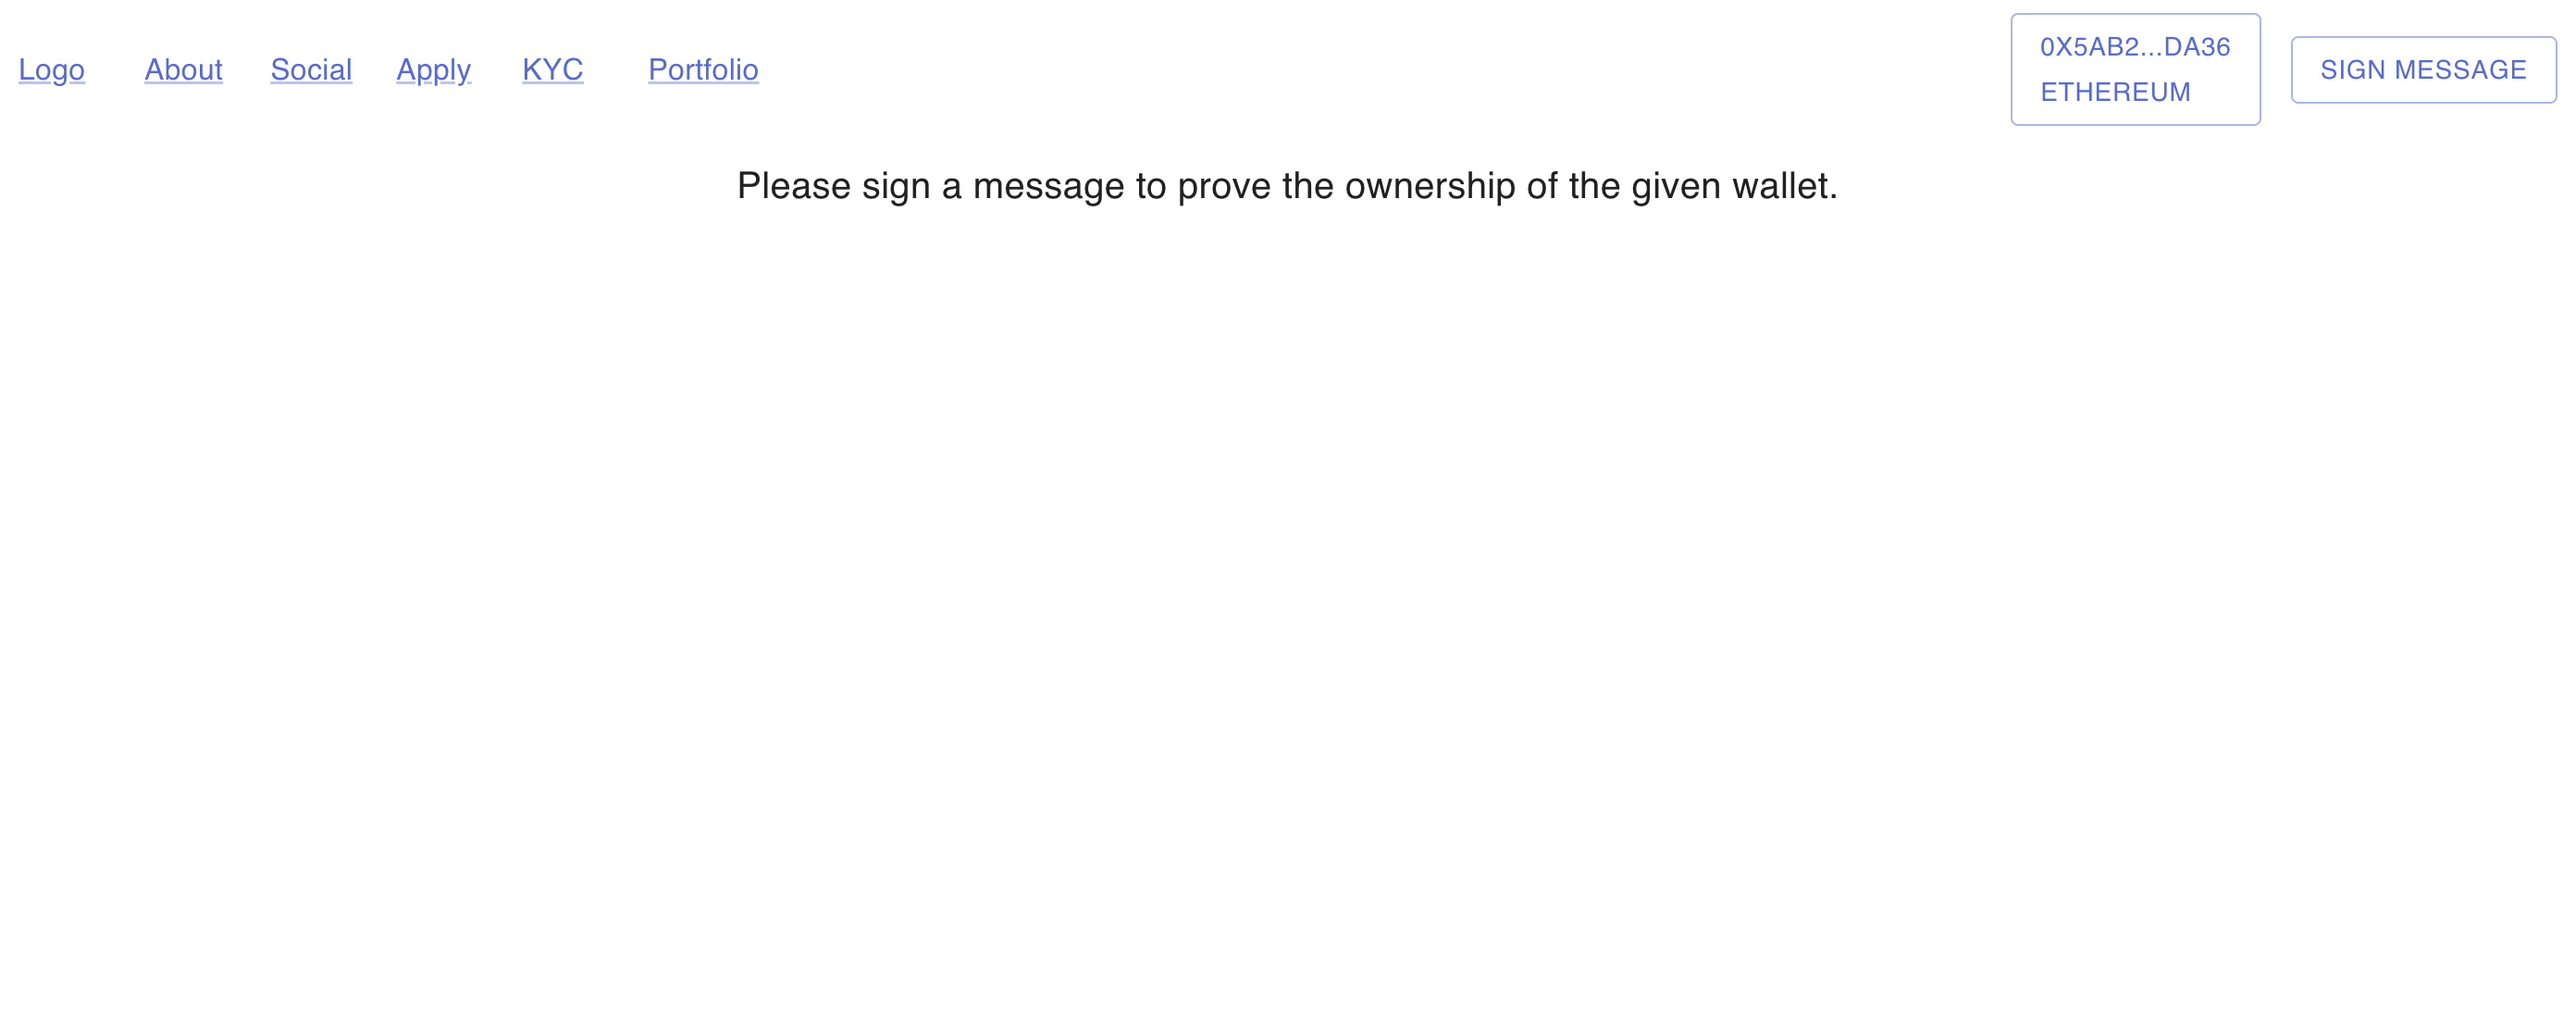 Logo About Social Apply KYC Portfolio
0X5AB2...DA36
ETHEREUM
SIGN MESSAGE
Please sign a message to prove the ownership of the given wallet.